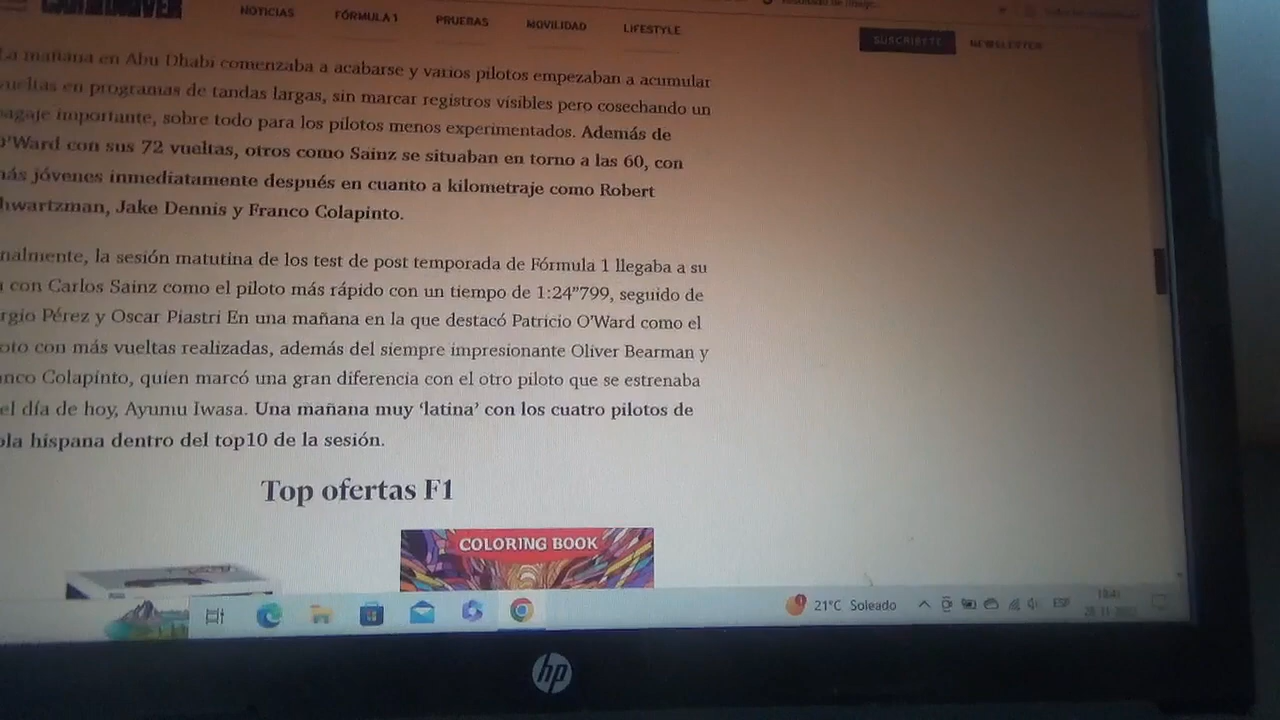 NOTICIAS FÓRMULA 1 PRUEBAS MOVILIDAD LIFESTYLE
SUSCRÍBETE NEWSLETTER
La mañana en Abu Dhabi comenzaba a acabarse y varios pilotos empezaban a acumular
vueltas en programas de tandas largas, sin marcar registros visibles pero cosechando un
bagaje importante, sobre todo para los pilotos menos experimentados. Además de
O'Ward con sus 72 vueltas, otros como Sainz se situaban en torno a las 60, con
más jóvenes inmediatamente después en cuanto a kilometraje como Robert
hwartzman, Jake Dennis y Franco Colapinto.
nalmente, la sesión matutina de los test de post temporada de Fórmula 1 llegaba a su
con Carlos Sainz como el piloto más rápido con un tiempo de 1:24”799, seguido de
rgio Pérez y Oscar Piastri En una mañana en la que destacó Patricio O'Ward como el
oto con más vueltas realizadas, además del siempre impresionante Oliver Bearman y
nco Colapinto, quien marcó una gran diferencia con el otro piloto que se estrenaba
el día de hoy, Ayumu Iwasa. Una mañana muy ‘latina’ con los cuatro pilotos de
bla hispana dentro del top10 de la sesión.
Top ofertas F1
COLORING BOOK
21°C Soleado
ESP
18:41
hp